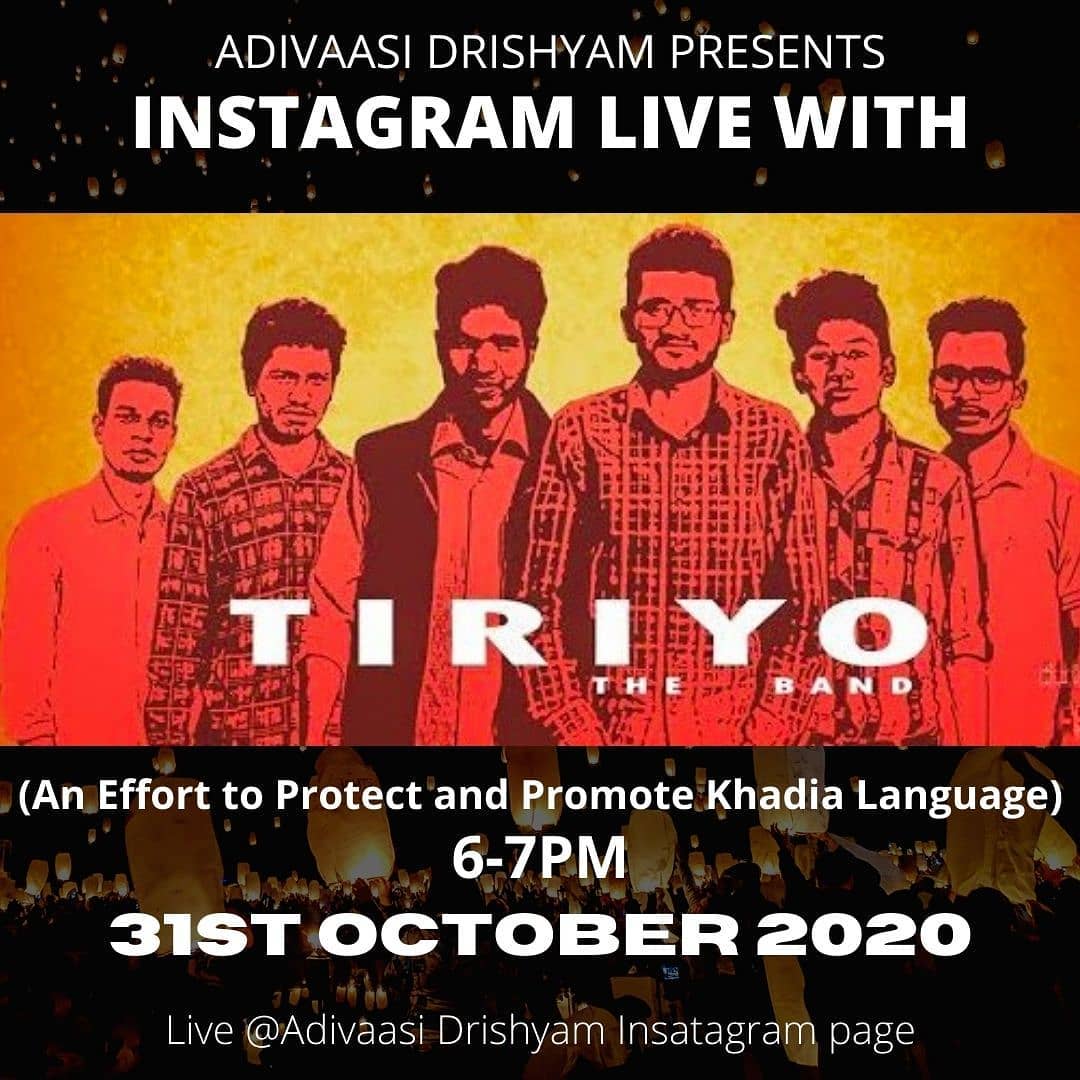 ADIVAASI DRISHYAM PRESENTS
INSTAGRAM LIVE WITH
TIRIYO
THE BAND
(An Effort to Protect and Promote Khadia Language)
6-7PM
31ST OCTOBER 2020
Live @Adivaasi Drishyam Insatagram page